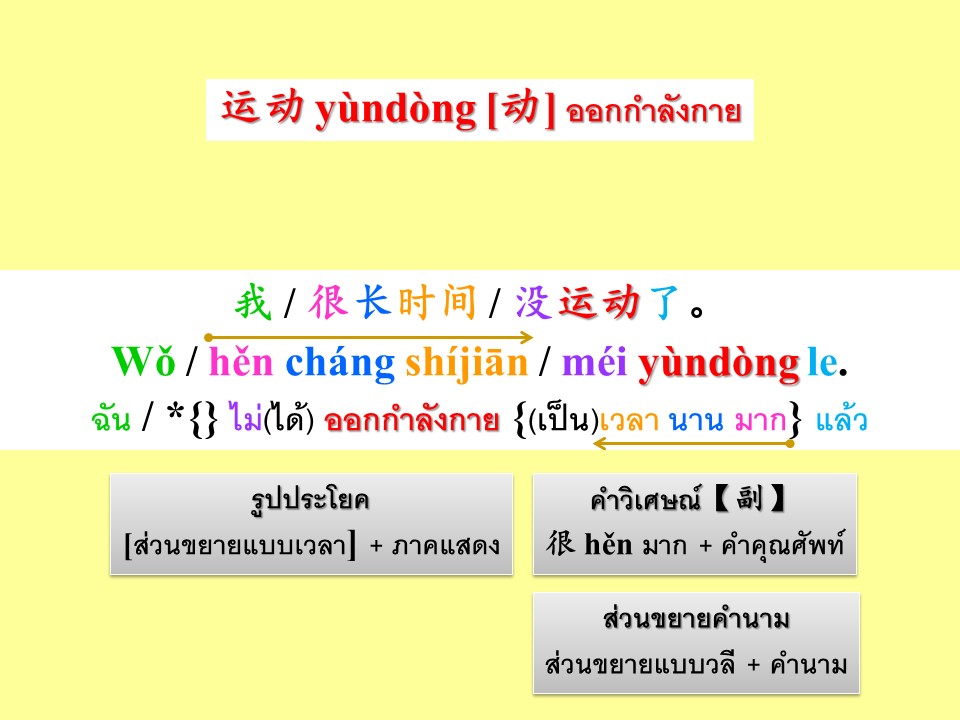 运动 yùndòng [动] ออกกำลังกาย
我 / 很长时间 / 没运动了。
Wǒ / hěn cháng shíjiān / méi yùndòng le.
ฉัน / *{} ไม่(ได้) ออกกำลังกาย {(เป็น)เวลา นาน มาก} แล้ว
รูปประโยค
[ส่วนขยายแบบเวลา] + ภาคแสดง
คำวิเศษณ์【副】
很 hěn มาก + คำคุณศัพท์
ส่วนขยายคำนาม
ส่วนขยายแบบวลี + คำนาม